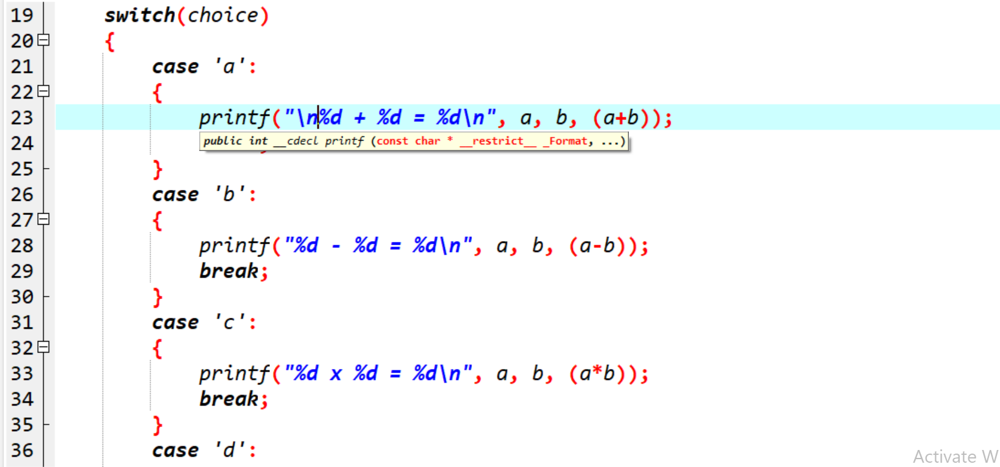 19 switch(choice)
20 {
21 case 'a':
22 {
23 printf("\n%d + %d = %d\n", a, b, (a+b));
24 public int __cdecl printf (const char * __restrict__ _Format, ...)
25 }
26 case 'b':
27 {
28 printf("%d - %d = %d\n", a, b, (a-b));
29 break;
30 }
31 case 'c':
32 {
33 printf("%d x %d = %d\n", a, b, (a*b));
34 break;
35 }
36 case 'd':
Activate W